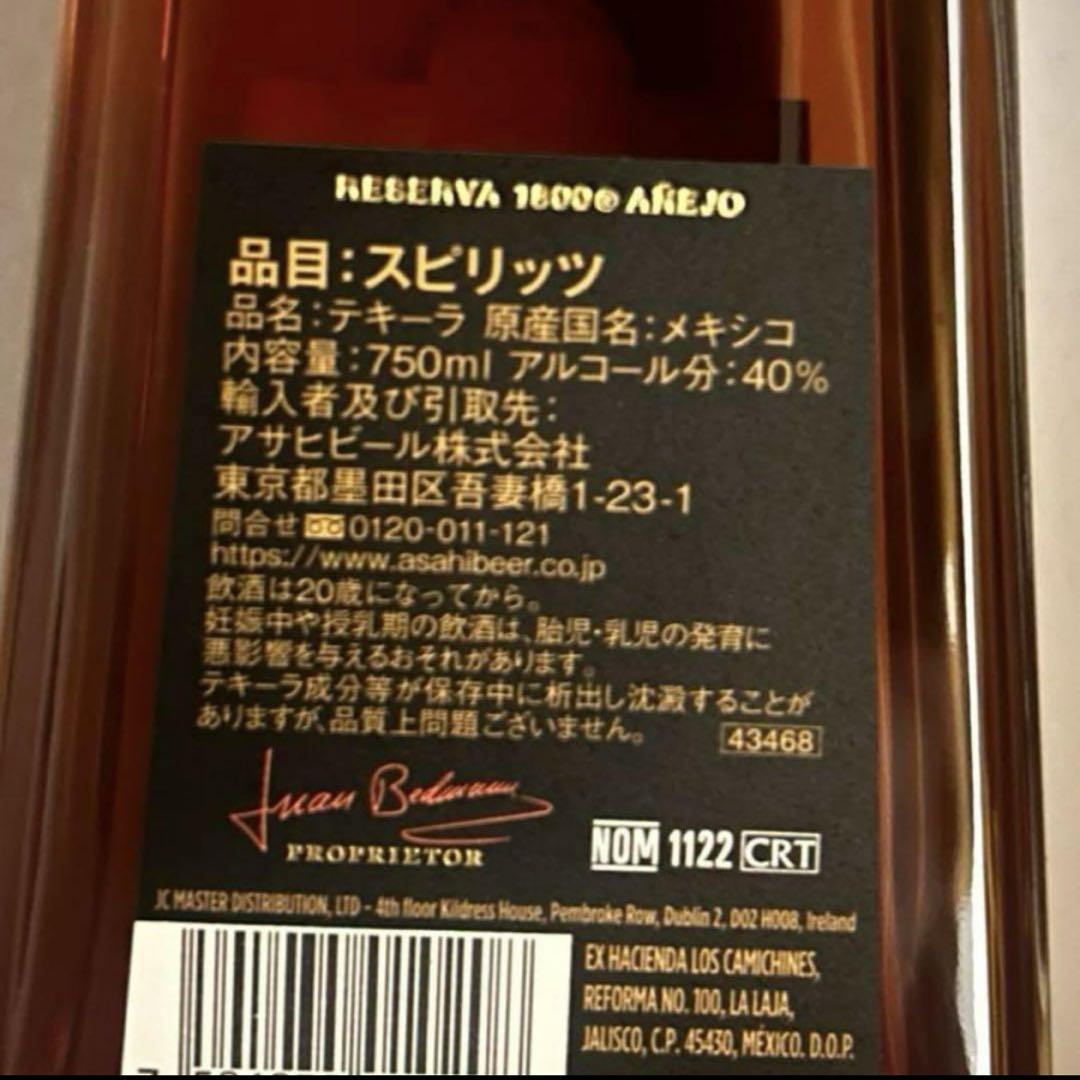 RESERVA 1800® AÑEJO
品目：スピリッツ
品名：テキーラ 原産国名：メキシコ
内容量：750ml アルコール分：40%
輸入者及び引取先：
アサヒビール株式会社
東京都墨田区吾妻橋1-23-1
問合せ 0120-011-121
https://www.asahibeer.co.jp
飲酒は20歳になってから。
妊娠中や授乳期の飲酒は、胎児・乳児の発育に
悪影響を与えるおそれがあります。
テキーラ成分等が保存中に析出し沈澱することが
ありますが、品質上問題ございません。
43468
Juan Beckmann
PROPRIETOR
NOM 1122 CRT
JC MASTER DISTRIBUTION, LTD - 4th floor Kildress House, Pembroke Row, Dublin 2, D02 H008, Ireland
EX HACIENDA LOS CAMICHINES,
REFORMA NO. 100, LA LAJA,
JALISCO, C.P. 45430, MÉXICO. D.O.P.